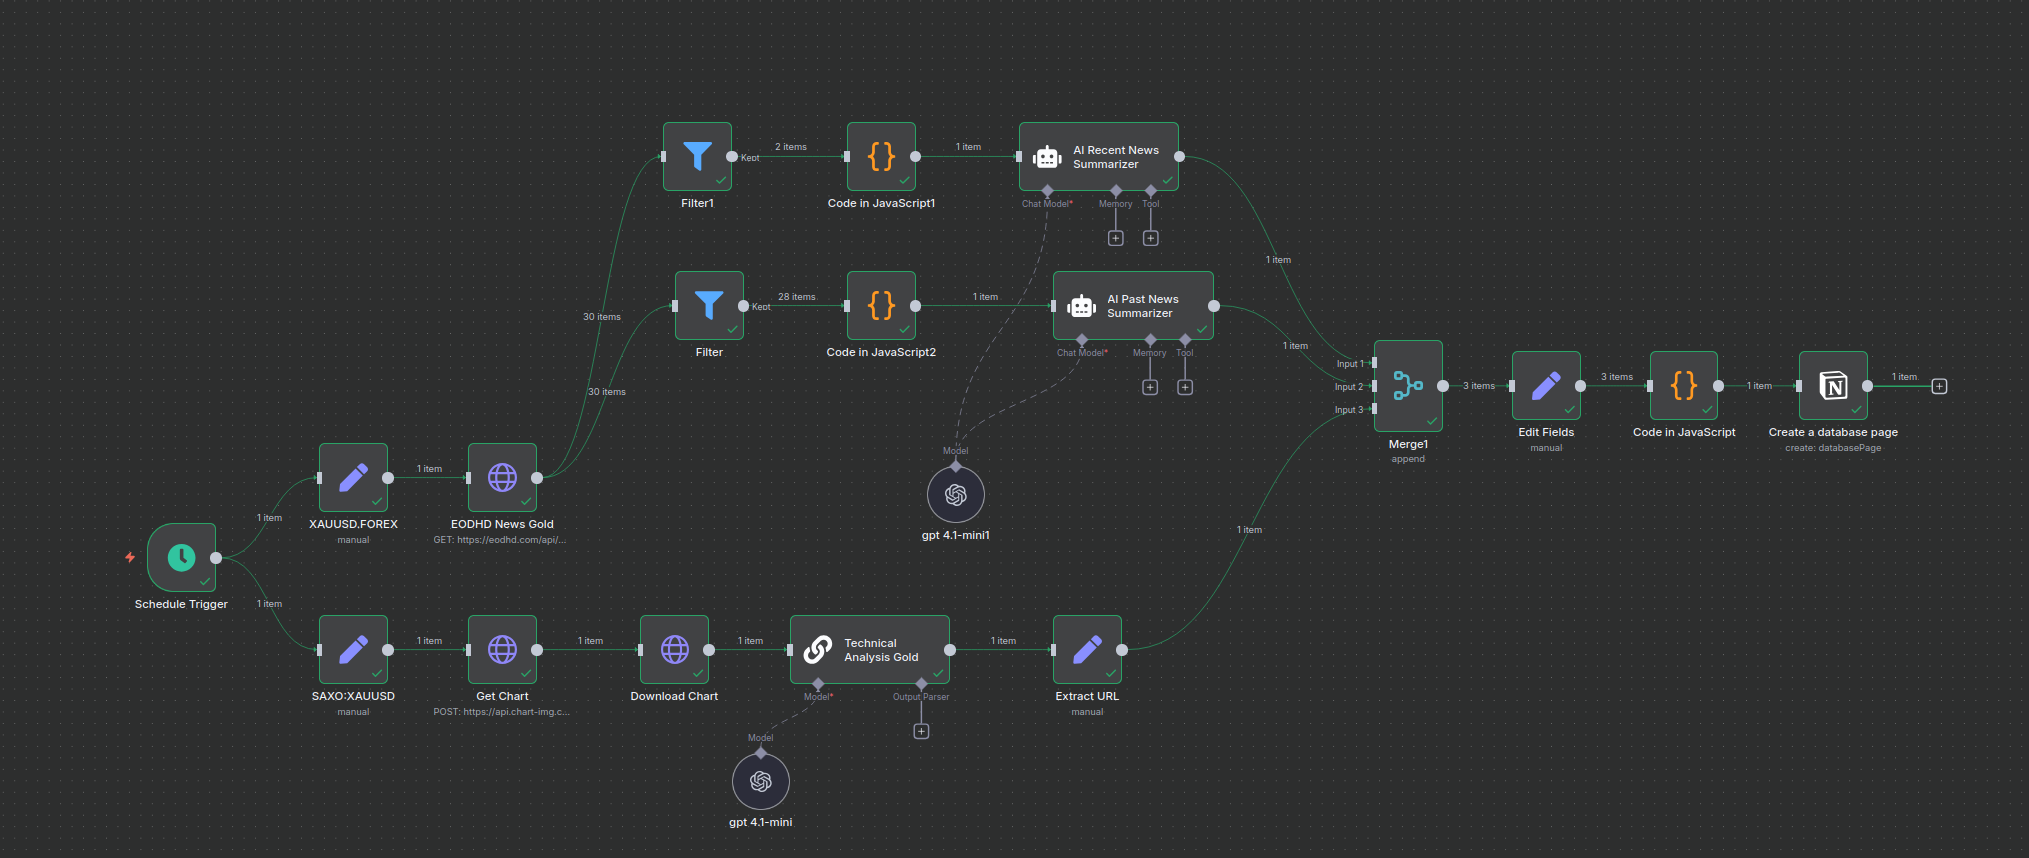 Kept
2 items
1 item
AI Recent News
Summarizer
Filter1
Code in JavaScript1
Chat Model*
Memory
Tool
1 item
30 items
Kept
28 items
1 item
AI Past News
Summarizer
Filter
Code in JavaScript2
Chat Model*
Memory
Tool
1 item
30 items
Input 1
Input 2
Input 3
3 items
3 items
1 item
1 item
Merge1
append
Edit Fields
manual
Code in JavaScript
Create a database page
create: databasePage
Model
gpt 4.1-mini1
1 item
1 item
XAUUSD.FOREX
manual
EODHD News Gold
GET: https://eodhd.com/api/...
Schedule Trigger
1 item
1 item
1 item
1 item
1 item
Technical
Analysis Gold
1 item
SAXO:XAUUSD
manual
Get Chart
POST: https://api.chart-img.c...
Download Chart
Model*
Output Parser
Extract URL
manual
Model
gpt 4.1-mini